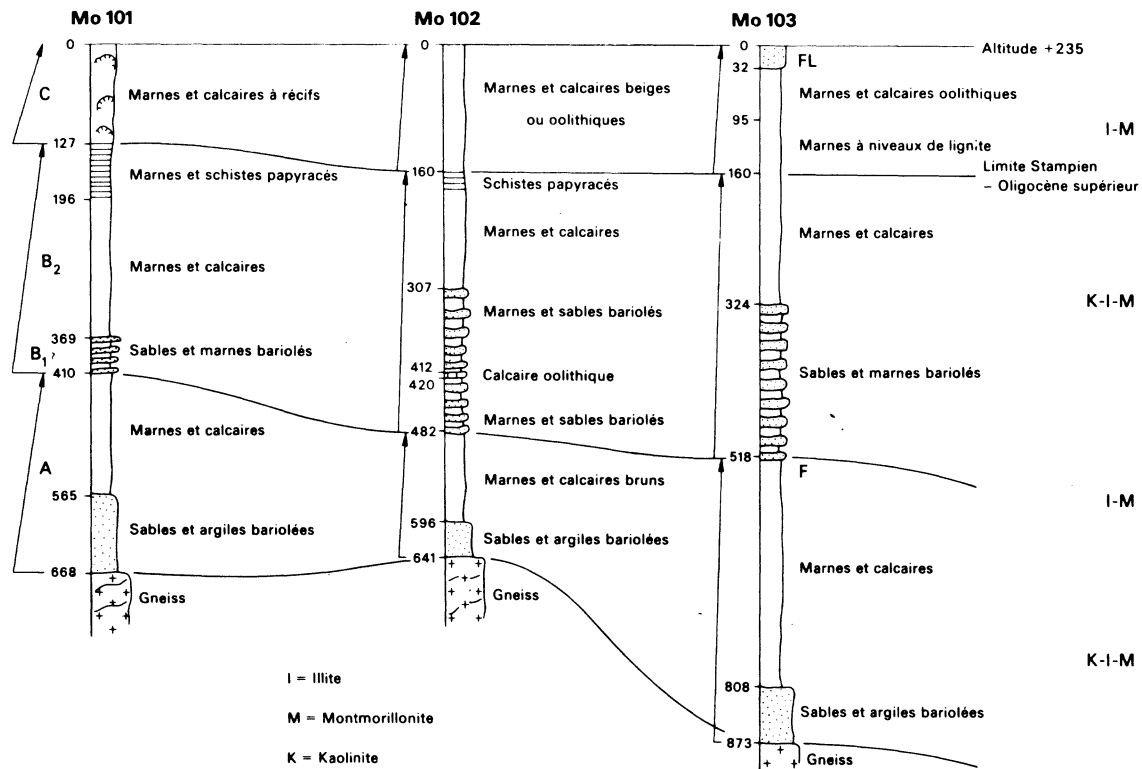 Mo 101
Mo 102
Mo 103
0
C
Marnes et calcaires à récifs
127
Marnes et schistes papyracés
196
B2
Marnes et calcaires
369
B1?
Sables et marnes bariolés
410
Marnes et calcaires
A
565
Sables et argiles bariolées
668
Gneiss
0
Marnes et calcaires beiges
ou oolithiques
160
Schistes papyracés
Marnes et calcaires
307
Marnes et sables bariolés
412
Calcaire oolithique
420
Marnes et sables bariolés
482
Marnes et calcaires bruns
596
Sables et argiles bariolées
641
Gneiss
0
Altitude +235
FL
32
Marnes et calcaires oolithiques
95
I-M
Marnes à niveaux de lignite
160
Limite Stampien
– Oligocène supérieur
Marnes et calcaires
324
K-I-M
Sables et marnes bariolés
518
F
I-M
Marnes et calcaires
K-I-M
808
Sables et argiles bariolées
873
Gneiss
I = Illite
M = Montmorillonite
K = Kaolinite